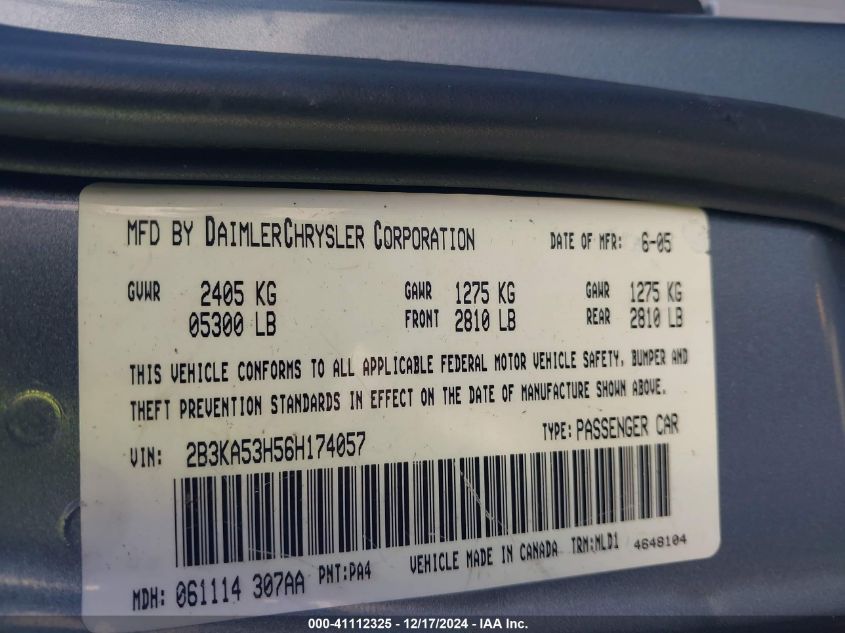 MFD BY DAIMLERCHRYSLER CORPORATION DATE OF MFR: 6-05
GVWR 2405 KG GAWR 1275 KG GAWR 1275 KG
05300 LB FRONT 2810 LB REAR 2810 LB
THIS VEHICLE CONFORMS TO ALL APPLICABLE FEDERAL MOTOR VEHICLE SAFETY, BUMPER AND
THEFT PREVENTION STANDARDS IN EFFECT ON THE DATE OF MANUFACTURE SHOWN ABOVE.
VIN: 2B3KA53H56H174057 TYPE: PASSENGER CAR
MDH: 061114 307AA PNT:PA4 VEHICLE MADE IN CANADA TRM:MLD1 4648104
000-41112325 - 12/17/2024 - IAA Inc.